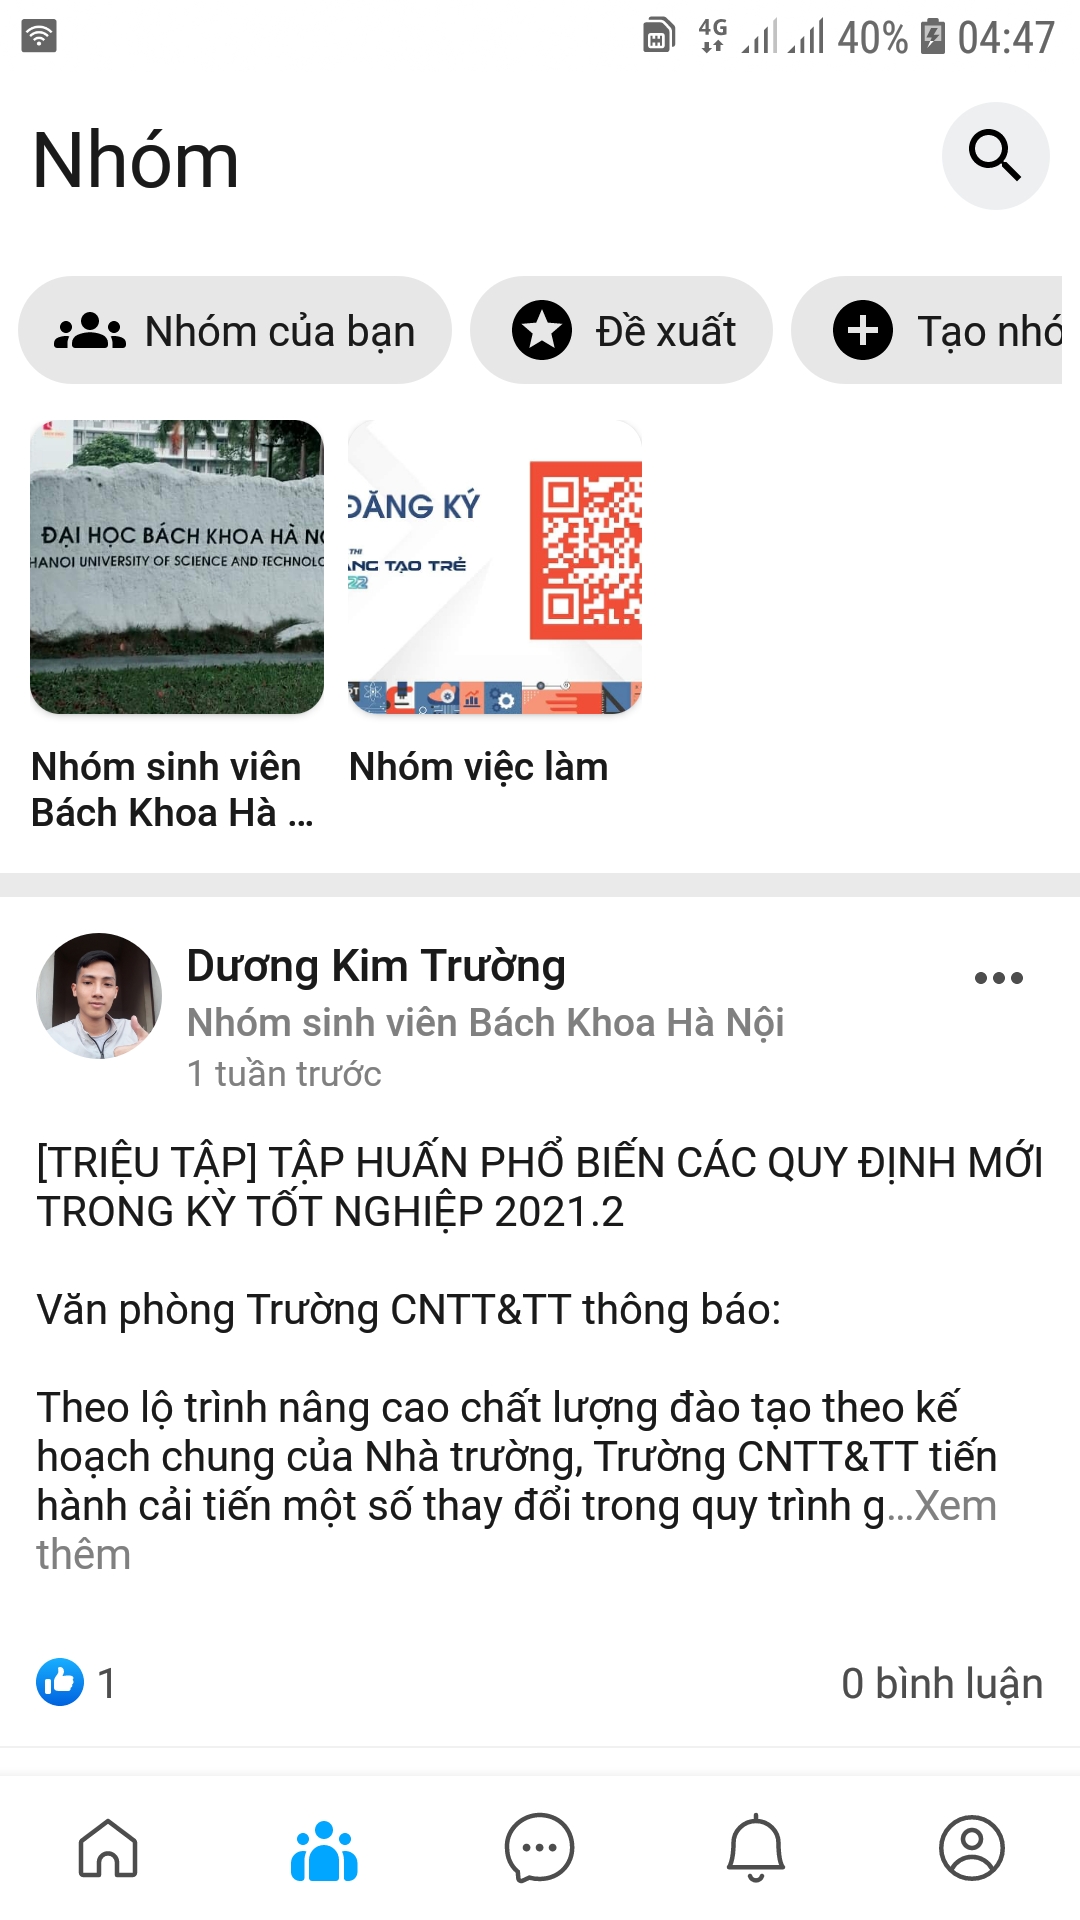 4G 40% 04:47
Nhóm
Nhóm của bạn Đề xuất Tạo nhó
ĐẠI HỌC BÁCH KHOA HÀ N
HANOI UNIVERSITY OF SCIENCE AND TECHNOLO
ĐĂNG KÝ
THI
ANG TẠO TRẺ
22
Nhóm sinh viên
Bách Khoa Hà ...
Nhóm việc làm
Dương Kim Trường
Nhóm sinh viên Bách Khoa Hà Nội
1 tuần trước
[TRIỆU TẬP] TẬP HUẤN PHỔ BIẾN CÁC QUY ĐỊNH MỚI
TRONG KỲ TỐT NGHIỆP 2021.2
Văn phòng Trường CNTT&TT thông báo:
Theo lộ trình nâng cao chất lượng đào tạo theo kế
hoạch chung của Nhà trường, Trường CNTT&TT tiến
hành cải tiến một số thay đổi trong quy trình g...Xem
thêm
1 0 bình luận